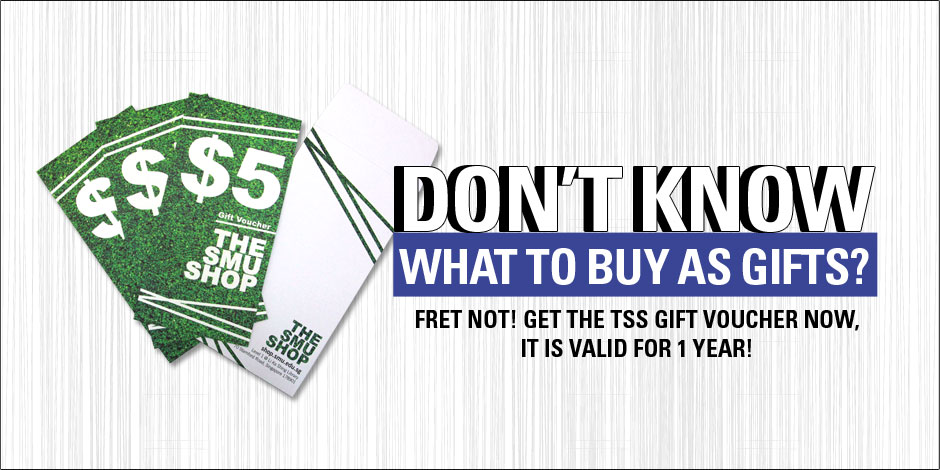 $
$
$5
Gift Voucher
THE
SMU
SHOP
THE
SMU
SHOP
shop.smu.edu.sg
DON'T KNOW
WHAT TO BUY AS GIFTS?
FRET NOT! GET THE TSS GIFT VOUCHER NOW,
IT IS VALID FOR 1 YEAR!